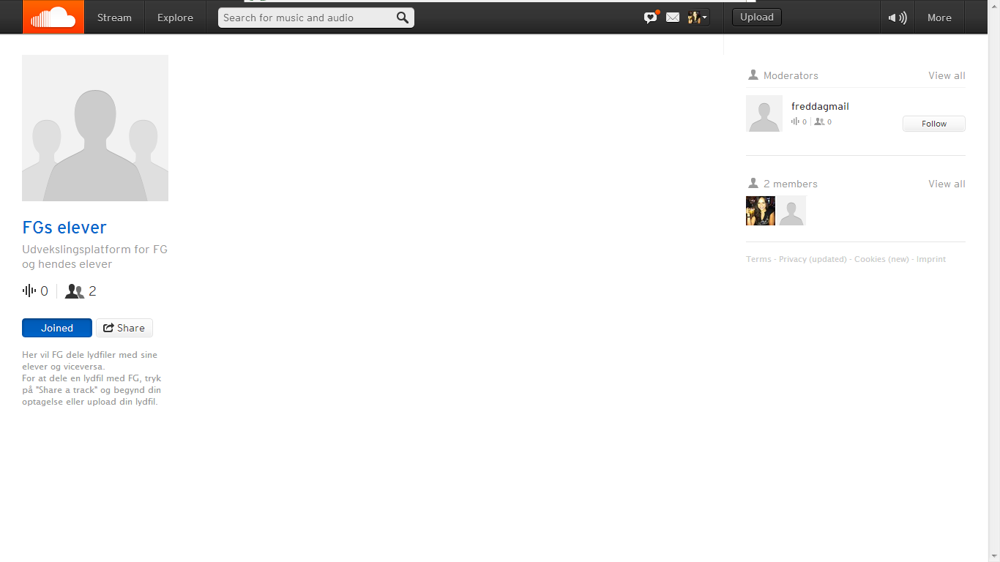 Stream
Explore
Search for music and audio
Upload
More
FGs elever
Udvekslingsplatform for FG
og hendes elever
0
2
Joined
Share
Her vil FG dele lydfiler med sine
elever og viceversa.
For at dele en lydfil med FG, tryk
på "Share a track" og begynd din
optagelse eller upload din lydfil.
Moderators View all
freddagmail
0 0
Follow
2 members View all
Terms - Privacy (updated) - Cookies (new) - Imprint